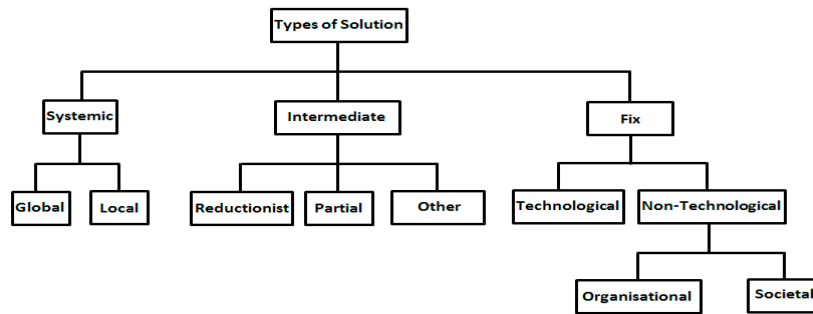 Types of Solution
Systemic
Intermediate
Fix
Global
Local
Reductionist
Partial
Other
Technological
Non-Technological
Organisational
Societal